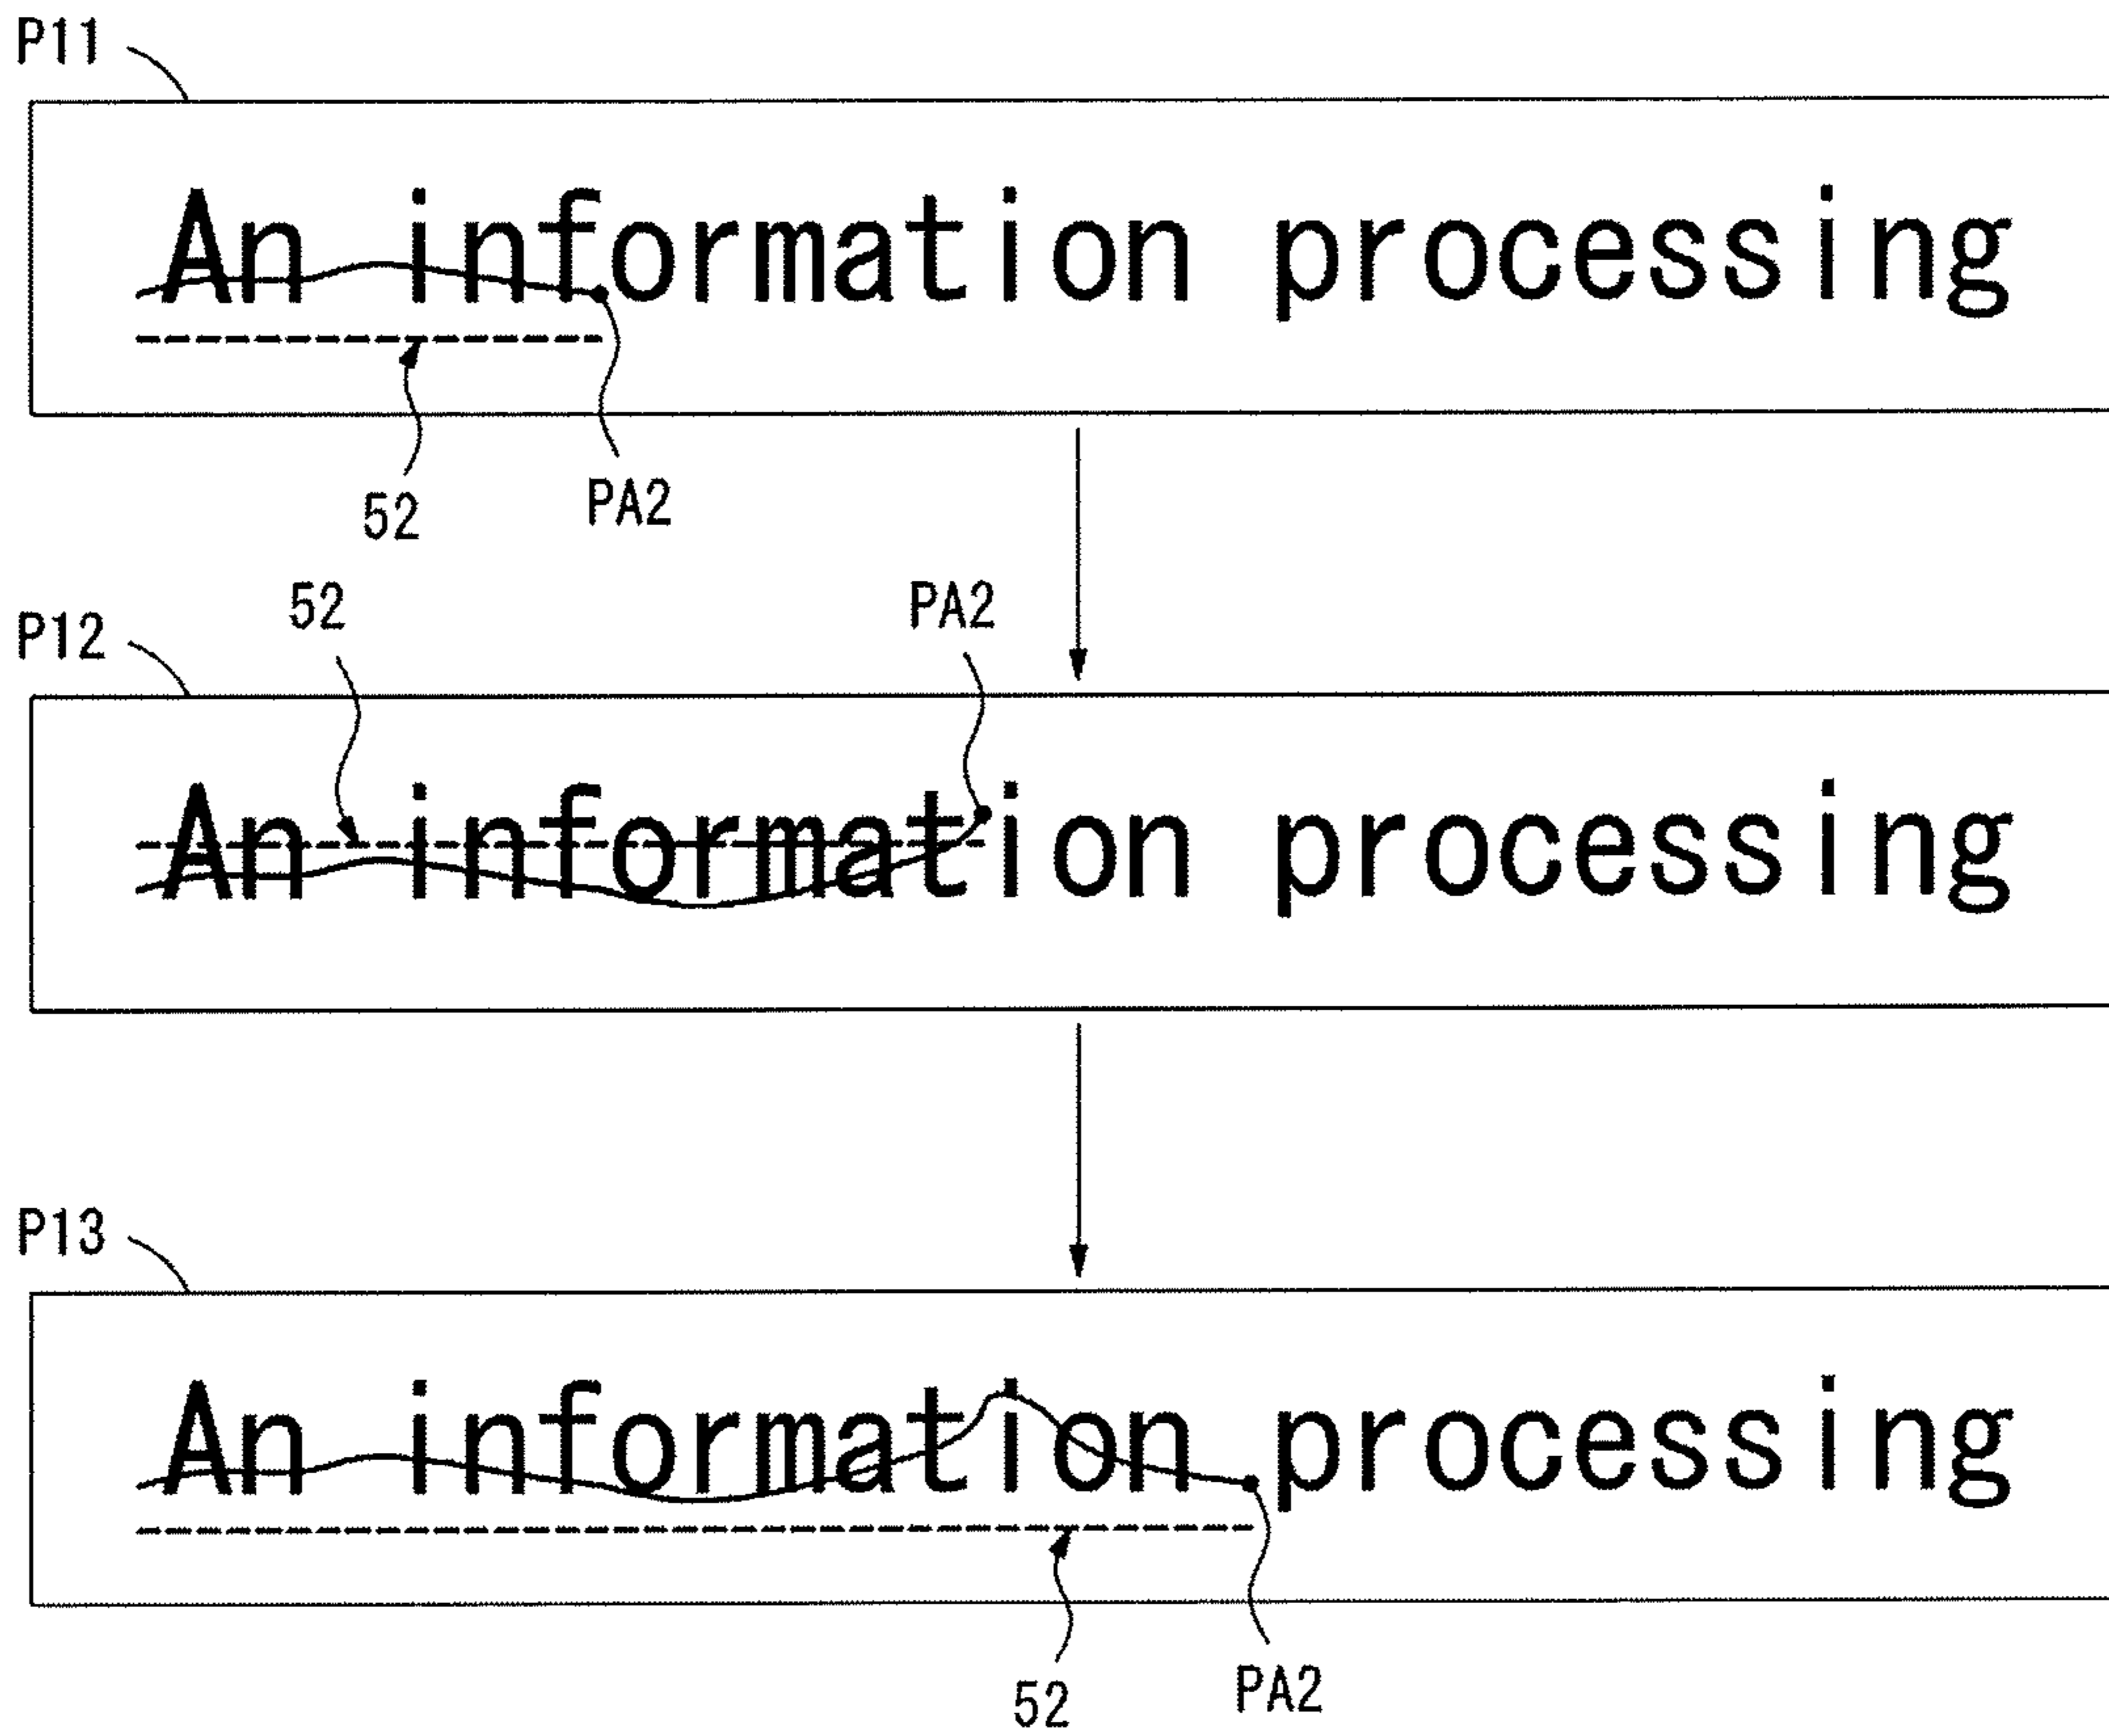 P11
An information processing
52 PA2
52 PA2
P12
An information processing
P13
An information processing
52 PA2